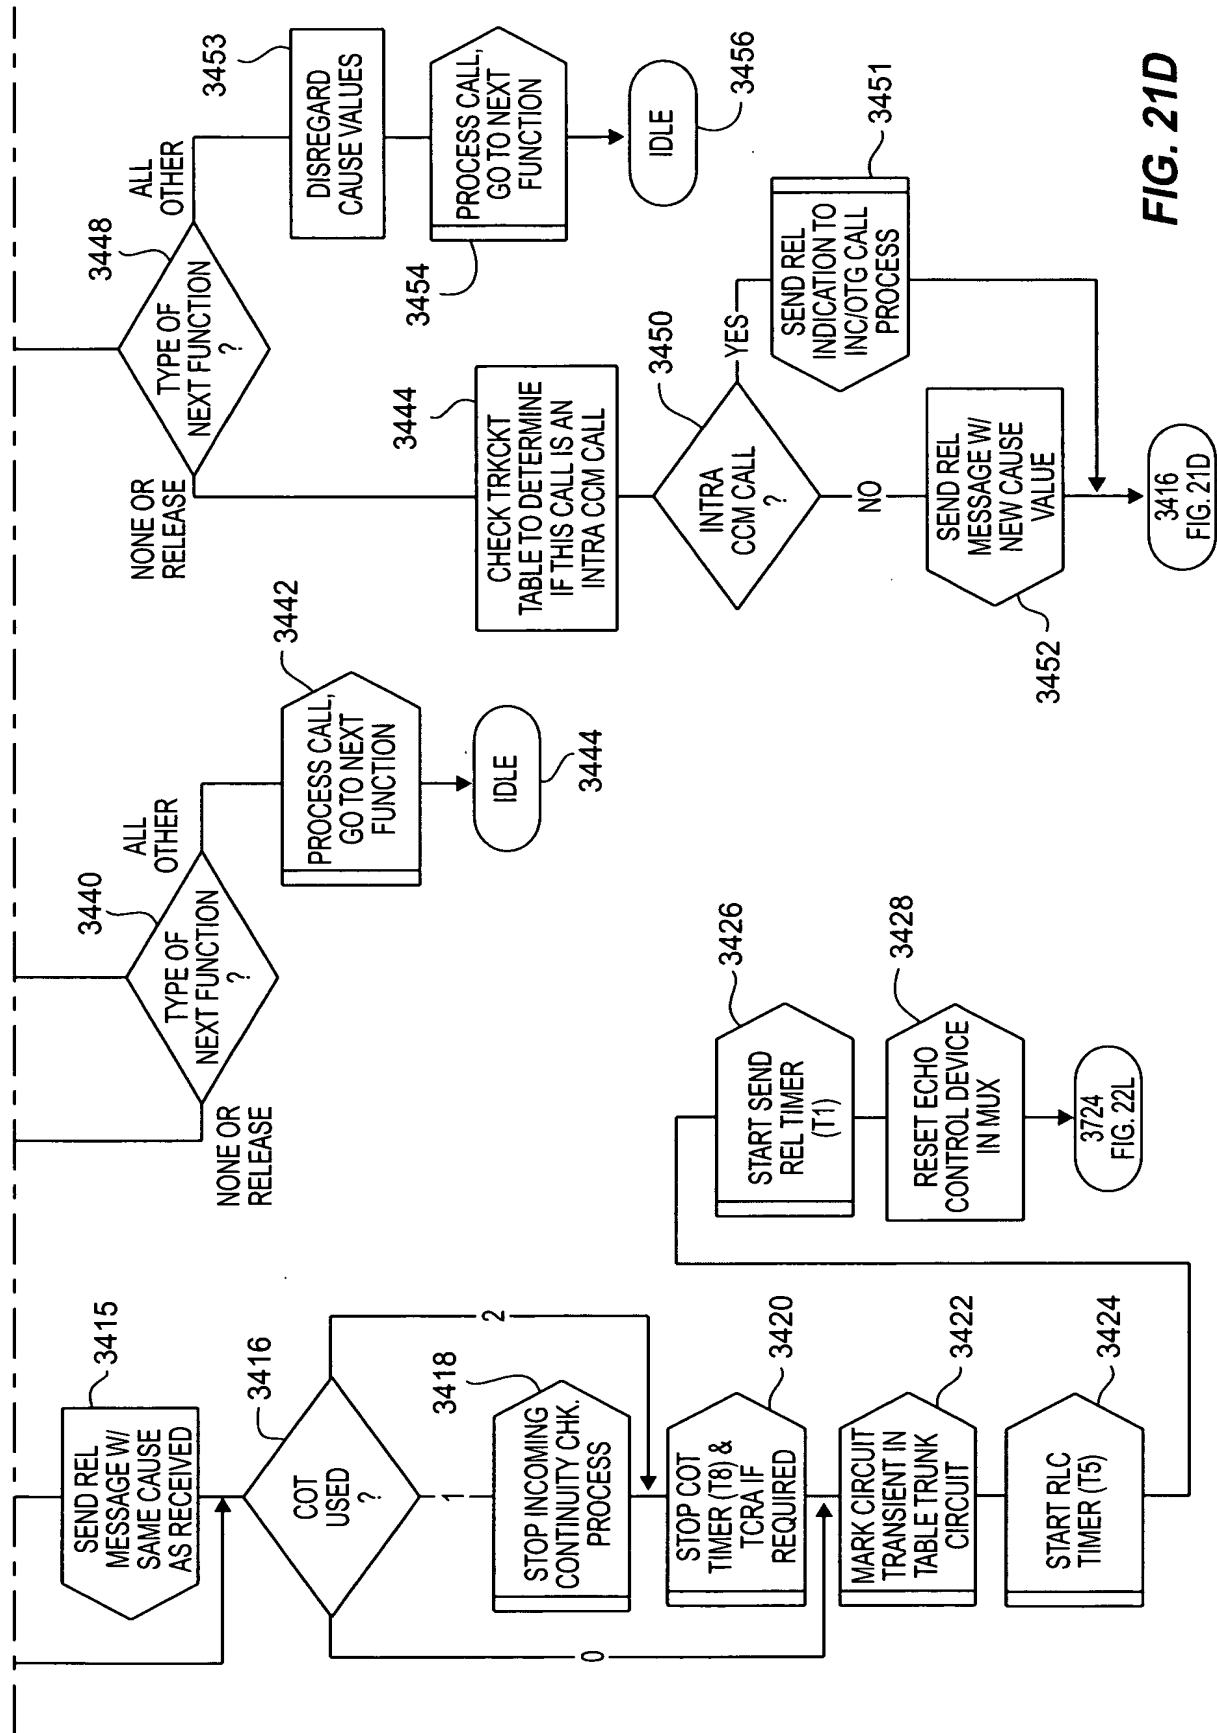 SEND REL
MESSAGE W/
SAME CAUSE
AS RECEIVED
3415
COT
USED
?
3416
0
1
2
STOP INCOMING
CONTINUITY CHK.
PROCESS
3418
STOP COT
TIMER (T8) &
TCRA IF
REQUIRED
3420
MARK CIRCUIT
TRANSIENT IN
TABLE TRUNK
CIRCUIT
3422
START RLC
TIMER (T5)
3424
START SEND
REL TIMER
(T1)
3426
RESET ECHO
CONTROL DEVICE
IN MUX
3428
3724
FIG. 22L
TYPE OF
NEXT FUNCTION
?
3440
NONE OR
RELEASE
ALL
OTHER
PROCESS CALL,
GO TO NEXT
FUNCTION
3442
IDLE
3444
TYPE OF
NEXT FUNCTION
?
3448
NONE OR
RELEASE
ALL
OTHER
DISREGARD
CAUSE VALUES
3453
PROCESS CALL,
GO TO NEXT
FUNCTION
3454
IDLE
3456
CHECK TRKCKT
TABLE TO DETERMINE
IF THIS CALL IS AN
INTRA CCM CALL
3444
INTRA
CCM CALL
?
3450
YES
NO
SEND REL
INDICATION TO
INC/OTG CALL
PROCESS
3451
SEND REL
MESSAGE W/
NEW CAUSE
VALUE
3452
3416
FIG. 21D
FIG. 21D